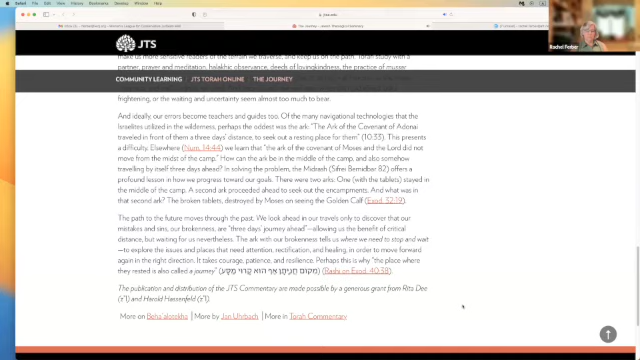 Safari File Edit View History Bookmarks Develop Window Help
jtsa.edu
JTS
Rachel Ferber
make us more sensitive readers of the terrain we traverse, and keep us on the path. Torah study with a
partner, prayer and meditation, halakhic observance, deeds of lovingkindness, the practice of mussar
COMMUNITY LEARNING | JTS TORAH ONLINE | THE JOURNEY
frightening, or the waiting and uncertainty seem almost too much to bear.
And ideally, our errors become teachers and guides too. Of the many navigational technologies that the
Israelites utilized in the wilderness, perhaps the oddest was the ark: “The Ark of the Covenant of Adonai
traveled in front of them a three days’ distance, to seek out a resting place for them” (10:33). This presents
a difficulty. Elsewhere (Num. 14:44) we learn that “the ark of the covenant of Moses and the Lord did not
move from the midst of the camp.” How can the ark be in the middle of the camp, and also somehow
travelling by itself three days ahead? In solving the problem, the Midrash (Sifrei Bemidbar 82) offers a
profound lesson in how we progress toward our goals. There were two arks. One (with the tablets) stayed in
the middle of the camp. A second ark proceeded ahead to seek out the encampments. And what was in
that second ark? The broken tablets, destroyed by Moses on seeing the Golden Calf (Exod. 32:19).
The path to the future moves through the past. We look ahead in our travels only to discover that our
mistakes and sins, our brokenness, are “three days’ journey ahead”—allowing us the benefit of critical
distance, but waiting for us nevertheless. The ark with our brokenness tells us where we need to stop and wait—
to explore the issues and places that need attention, rectification, and healing, in order to move forward
again in the right direction. It takes courage, patience, and resilience. Perhaps this is why “the place where
they rested is also called a journey” (מקום חניתן אף הוא קרוי מסע) (Rashi on Exod. 40:38)
The publication and distribution of the JTS Commentary are made possible by a generous grant from Rita Dee
(z”l) and Harold Hassenfeld (z”l).
More on Beha’alotekha | More by Jan Uhrbach | More in Torah Commentary